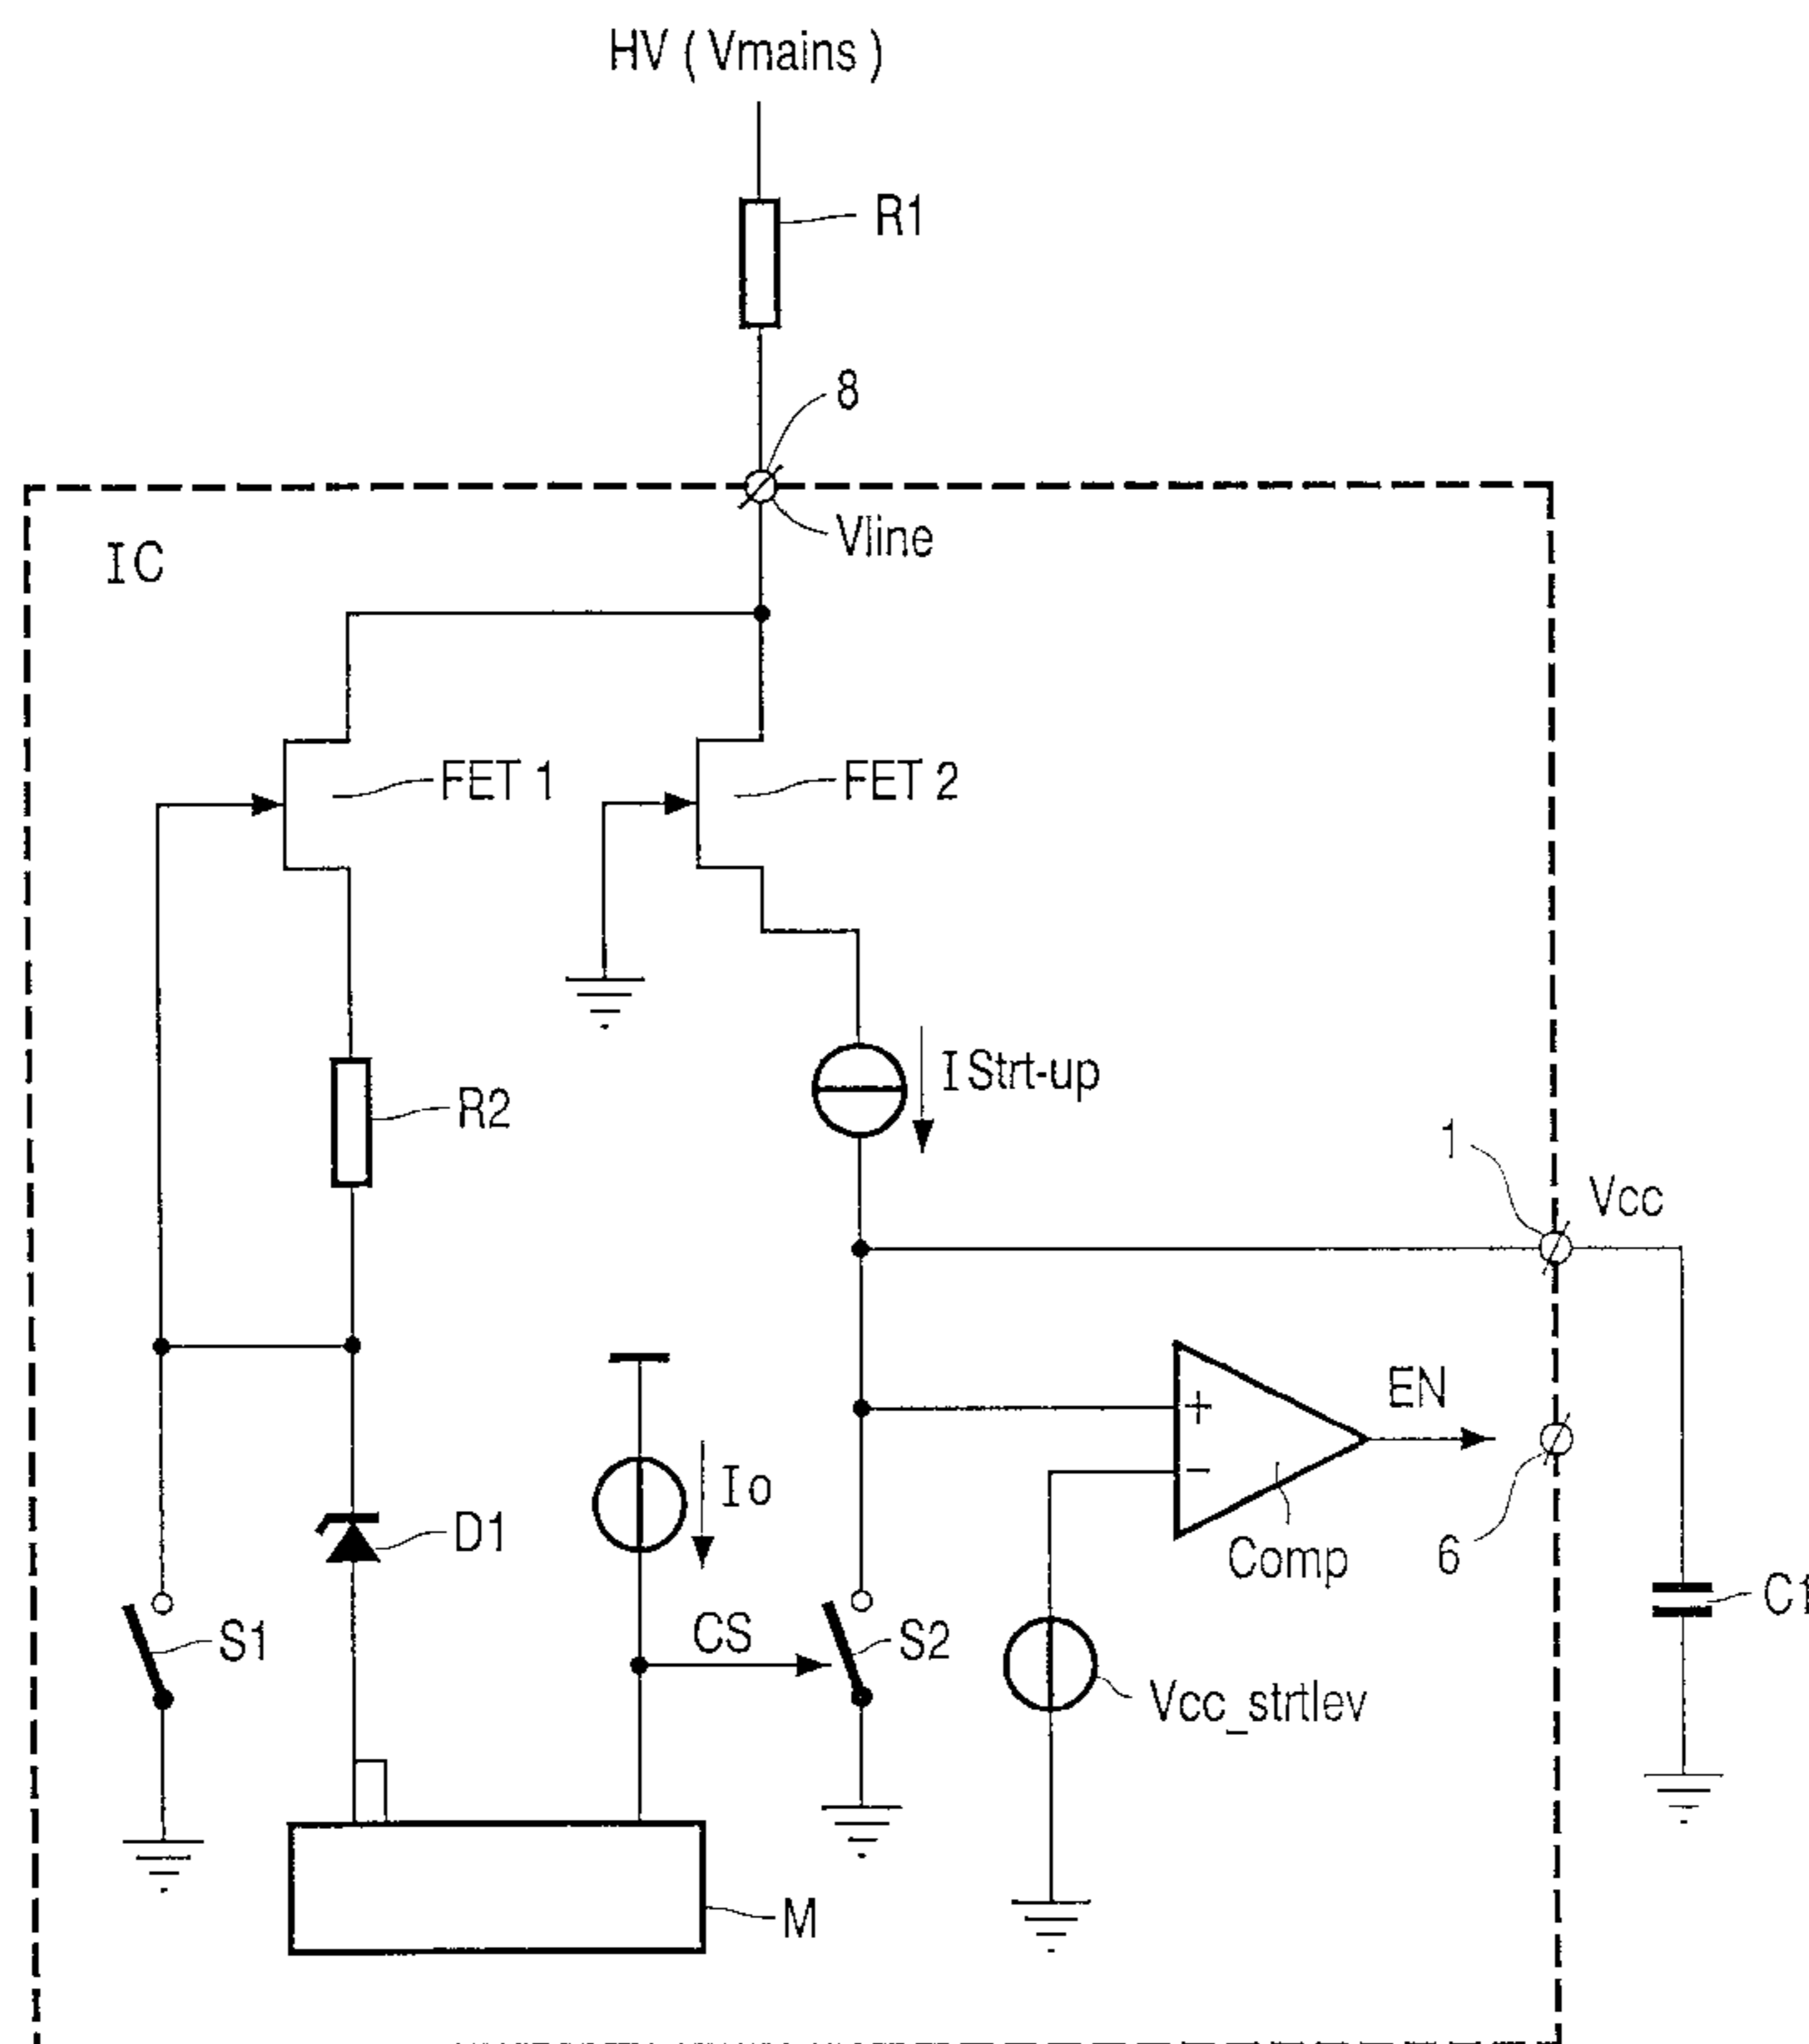 HV ( Vmains )
R1
8
Vline
IC
FET 1
FET 2
I Strt-up
R2
1
Vcc
+
EN
−
Io
D1
Comp
6
C1
CS
S1
S2
Vcc_strtlev
M